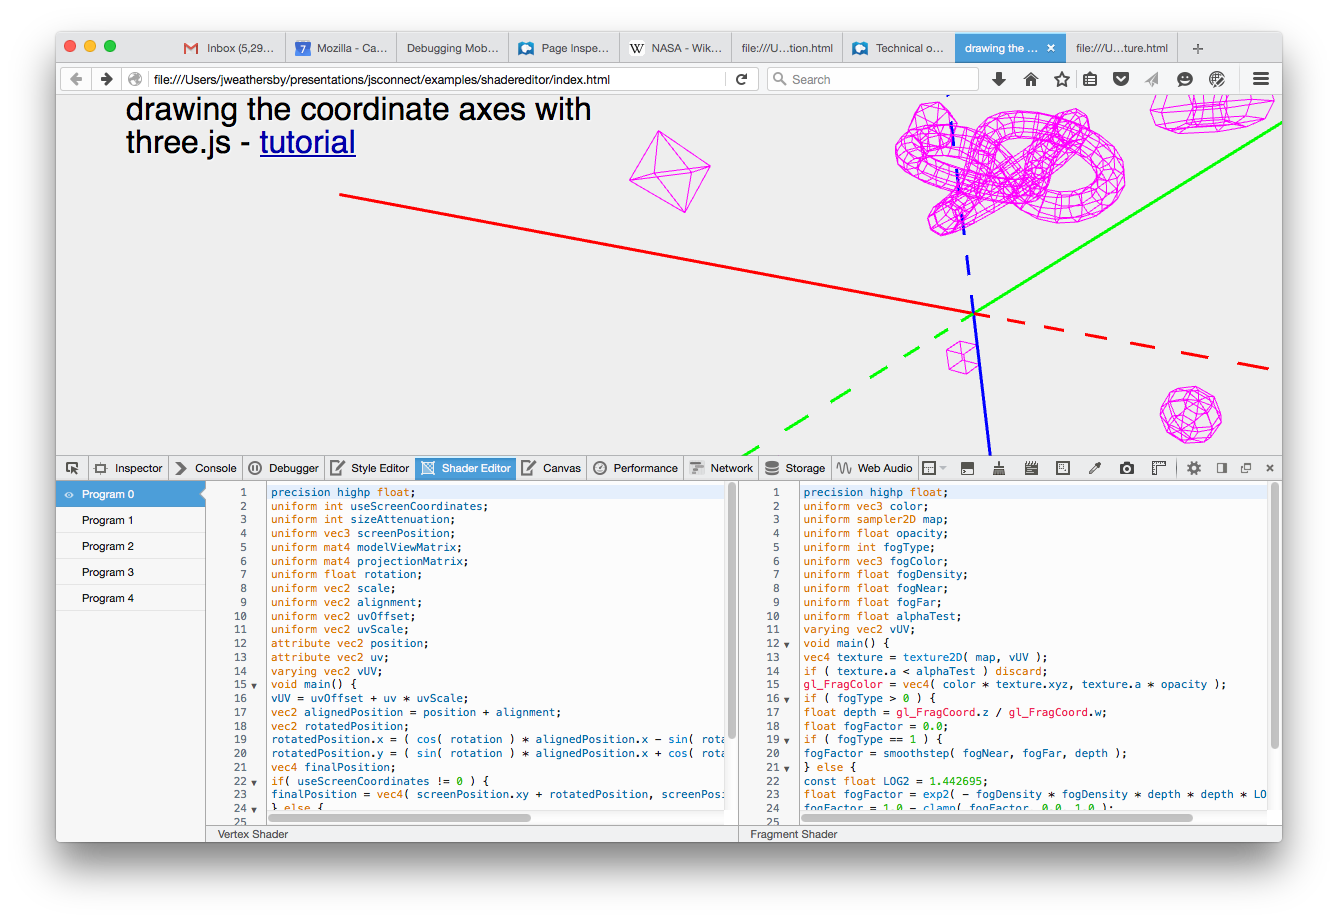 Inbox (5,29...
Mozilla - Ca...
Debugging Mob...
Page Inspe...
W NASA - Wik...
file:///U...tion.html
Technical o...
drawing the ... ×
file:///U...ture.html
file:///Users/jweathersby/presentations/jsconnect/examples/shadereditor/index.html
Search
drawing the coordinate axes with
three.js - tutorial
Inspector Console Debugger Style Editor Shader Editor Canvas Performance Network Storage Web Audio
Program 0
Program 1
Program 2
Program 3
Program 4
1 precision highp float;
2 uniform int useScreenCoordinates;
3 uniform int sizeAttenuation;
4 uniform vec3 screenPosition;
5 uniform mat4 modelViewMatrix;
6 uniform mat4 projectionMatrix;
7 uniform float rotation;
8 uniform vec2 scale;
9 uniform vec2 alignment;
10 uniform vec2 uvOffset;
11 uniform vec2 uvScale;
12 attribute vec2 position;
13 attribute vec2 uv;
14 varying vec2 vUV;
15 void main() {
16 vUV = uvOffset + uv * uvScale;
17 vec2 alignedPosition = position + alignment;
18 vec2 rotatedPosition;
19 rotatedPosition.x = ( cos( rotation ) * alignedPosition.x - sin( rota
20 rotatedPosition.y = ( sin( rotation ) * alignedPosition.x + cos( rota
21 vec4 finalPosition;
22 if( useScreenCoordinates != 0 ) {
23 finalPosition = vec4( screenPosition.xy + rotatedPosition, screenPosi
24 } else {
25
Vertex Shader
1 precision highp float;
2 uniform vec3 color;
3 uniform sampler2D map;
4 uniform float opacity;
5 uniform int fogType;
6 uniform vec3 fogColor;
7 uniform float fogDensity;
8 uniform float fogNear;
9 uniform float fogFar;
10 uniform float alphaTest;
11 varying vec2 vUV;
12 void main() {
13 vec4 texture = texture2D( map, vUV );
14 if ( texture.a < alphaTest ) discard;
15 gl_FragColor = vec4( color * texture.xyz, texture.a * opacity );
16 if ( fogType > 0 ) {
17 float depth = gl_FragCoord.z / gl_FragCoord.w;
18 float fogFactor = 0.0;
19 if ( fogType == 1 ) {
20 fogFactor = smoothstep( fogNear, fogFar, depth );
21 } else {
22 const float LOG2 = 1.442695;
23 float fogFactor = exp2( - fogDensity * fogDensity * depth * depth * LO
24 fogFactor = 1.0 - clamp( fogFactor, 0.0, 1.0 );
25
Fragment Shader